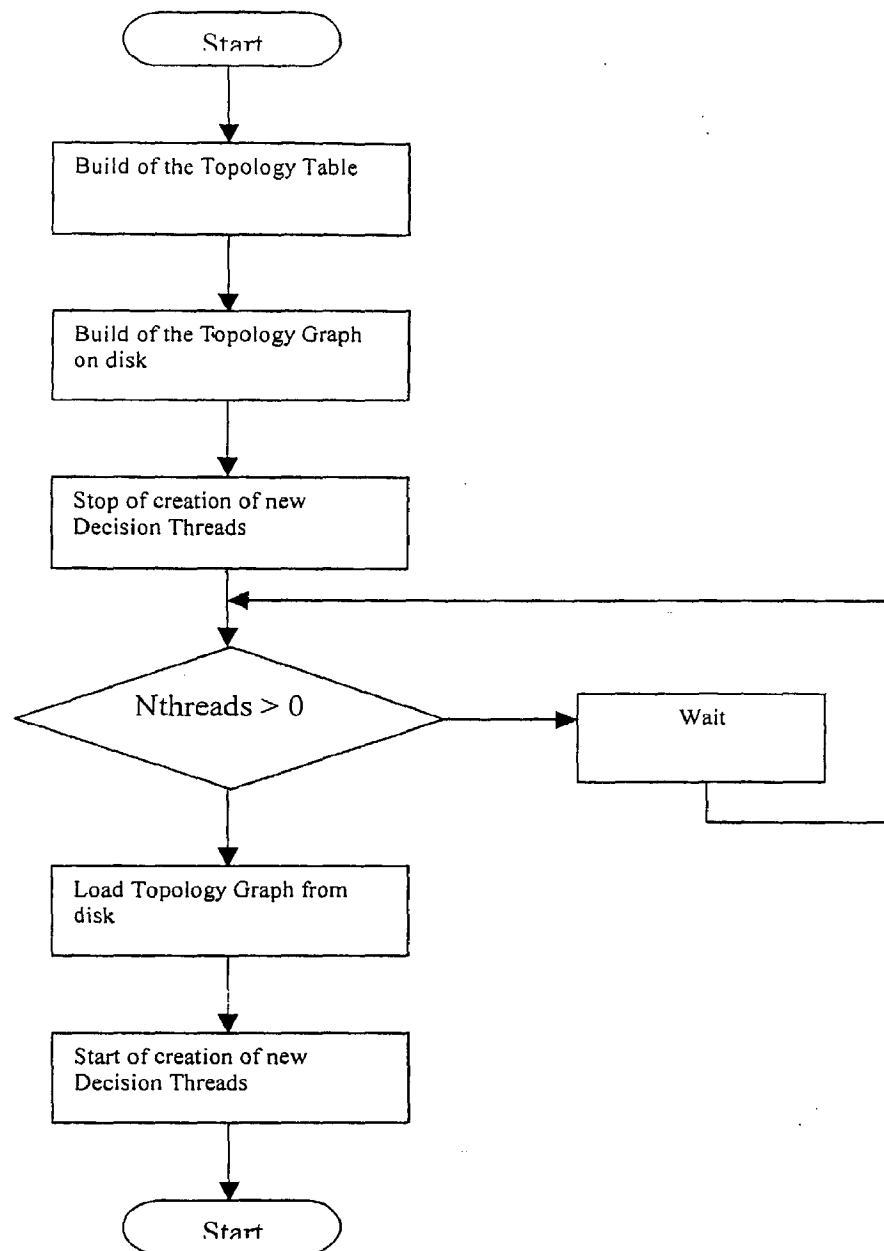 Start
Build of the Topology Table
Build of the Topology Graph
on disk
Stop of creation of new
Decision Threads
Nthreads > 0
Wait
Load Topology Graph from
disk
Start of creation of new
Decision Threads
Start